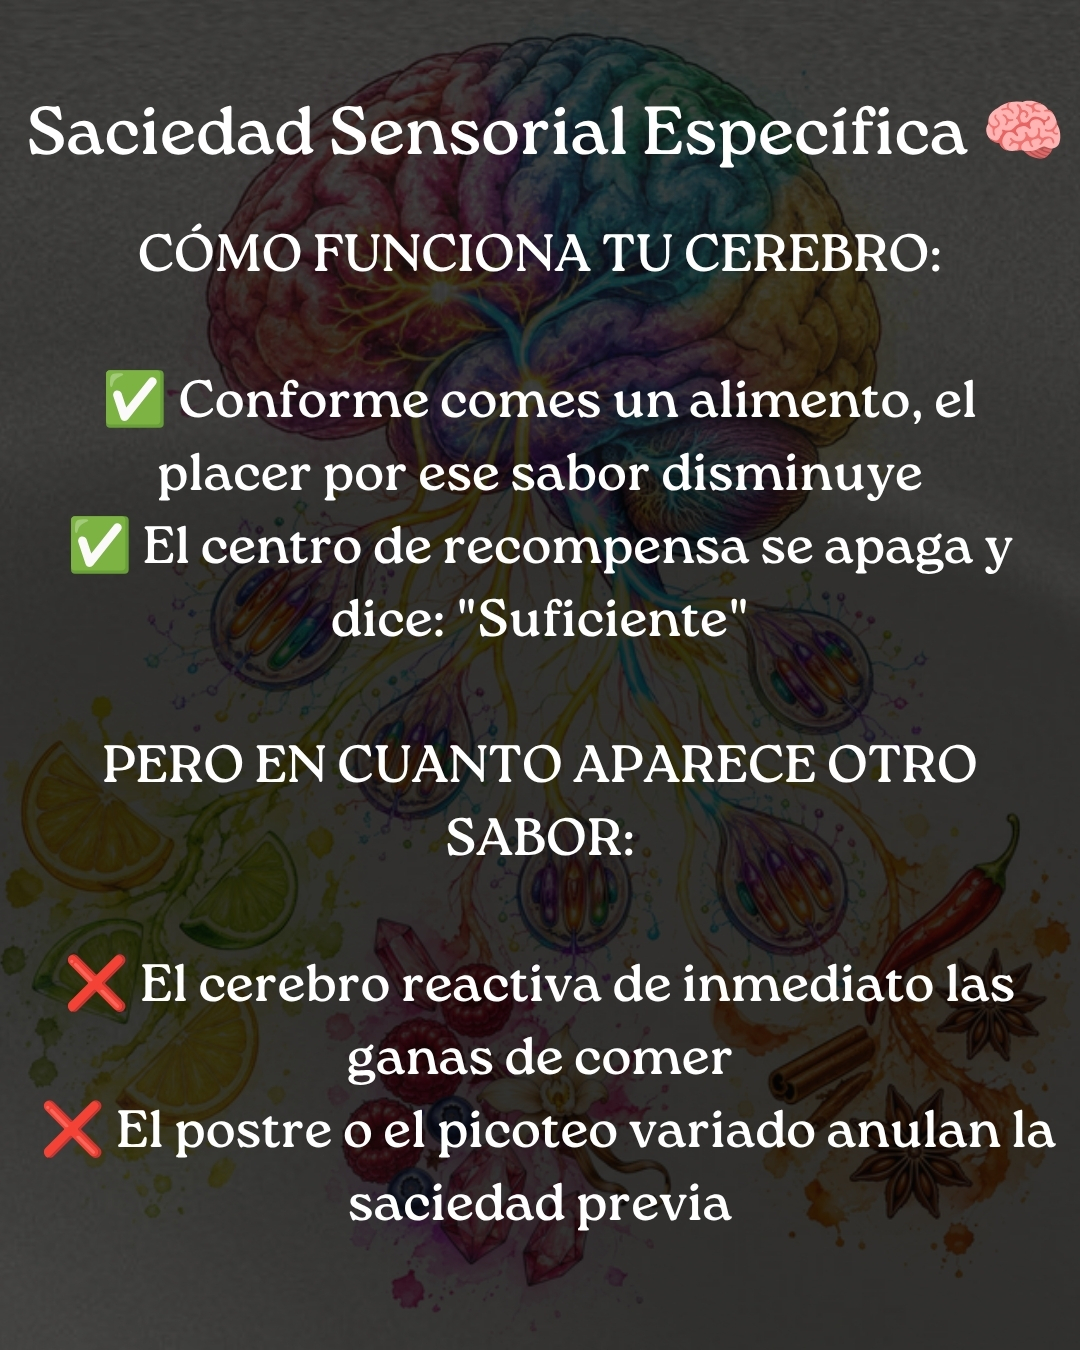 Saciedad Sensorial Específica 🧠
CÓMO FUNCIONA TU CEREBRO:
✅ Conforme comes un alimento, el
placer por ese sabor disminuye
✅ El centro de recompensa se apaga y
dice: "Suficiente"
PERO EN CUANTO APARECE OTRO
SABOR:
❌ El cerebro reactiva de inmediato las
ganas de comer
❌ El postre o el picoteo variado anulan la
saciedad previa